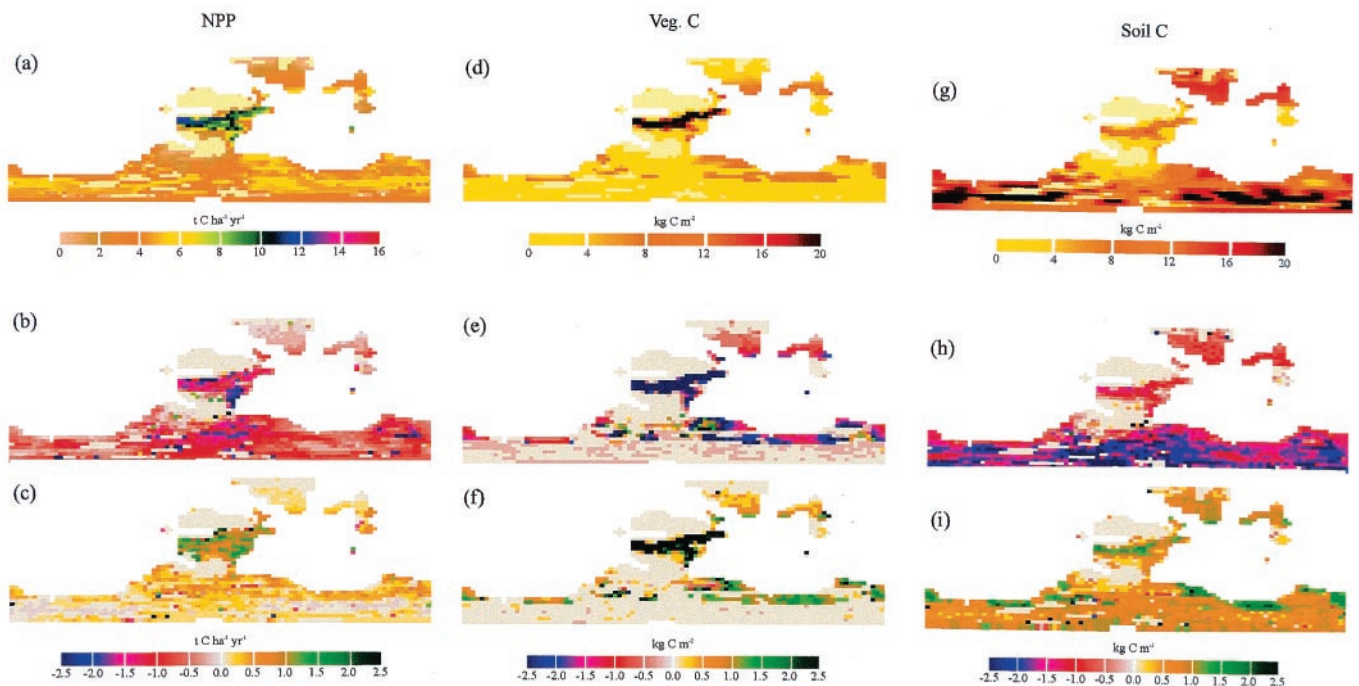 NPP
Veg. C
Soil C
(a)
(d)
(g)
t C ha⁻¹ yr⁻¹
0 2 4 6 8 10 12 14 16
kg C m⁻²
0 4 8 12 16 20
kg C m⁻²
0 4 8 12 16 20
(b)
(e)
(h)
(c)
(f)
(i)
t C ha⁻¹ yr⁻¹
-2.5 -2.0 -1.5 -1.0 -0.5 0.0 0.5 1.0 1.5 2.0 2.5
kg C m⁻²
-2.5 -2.0 -1.5 -1.0 -0.5 0.0 0.5 1.0 1.5 2.0 2.5
kg C m⁻²
-2.5 -2.0 -1.5 -1.0 -0.5 0.0 0.5 1.0 1.5 2.0 2.5